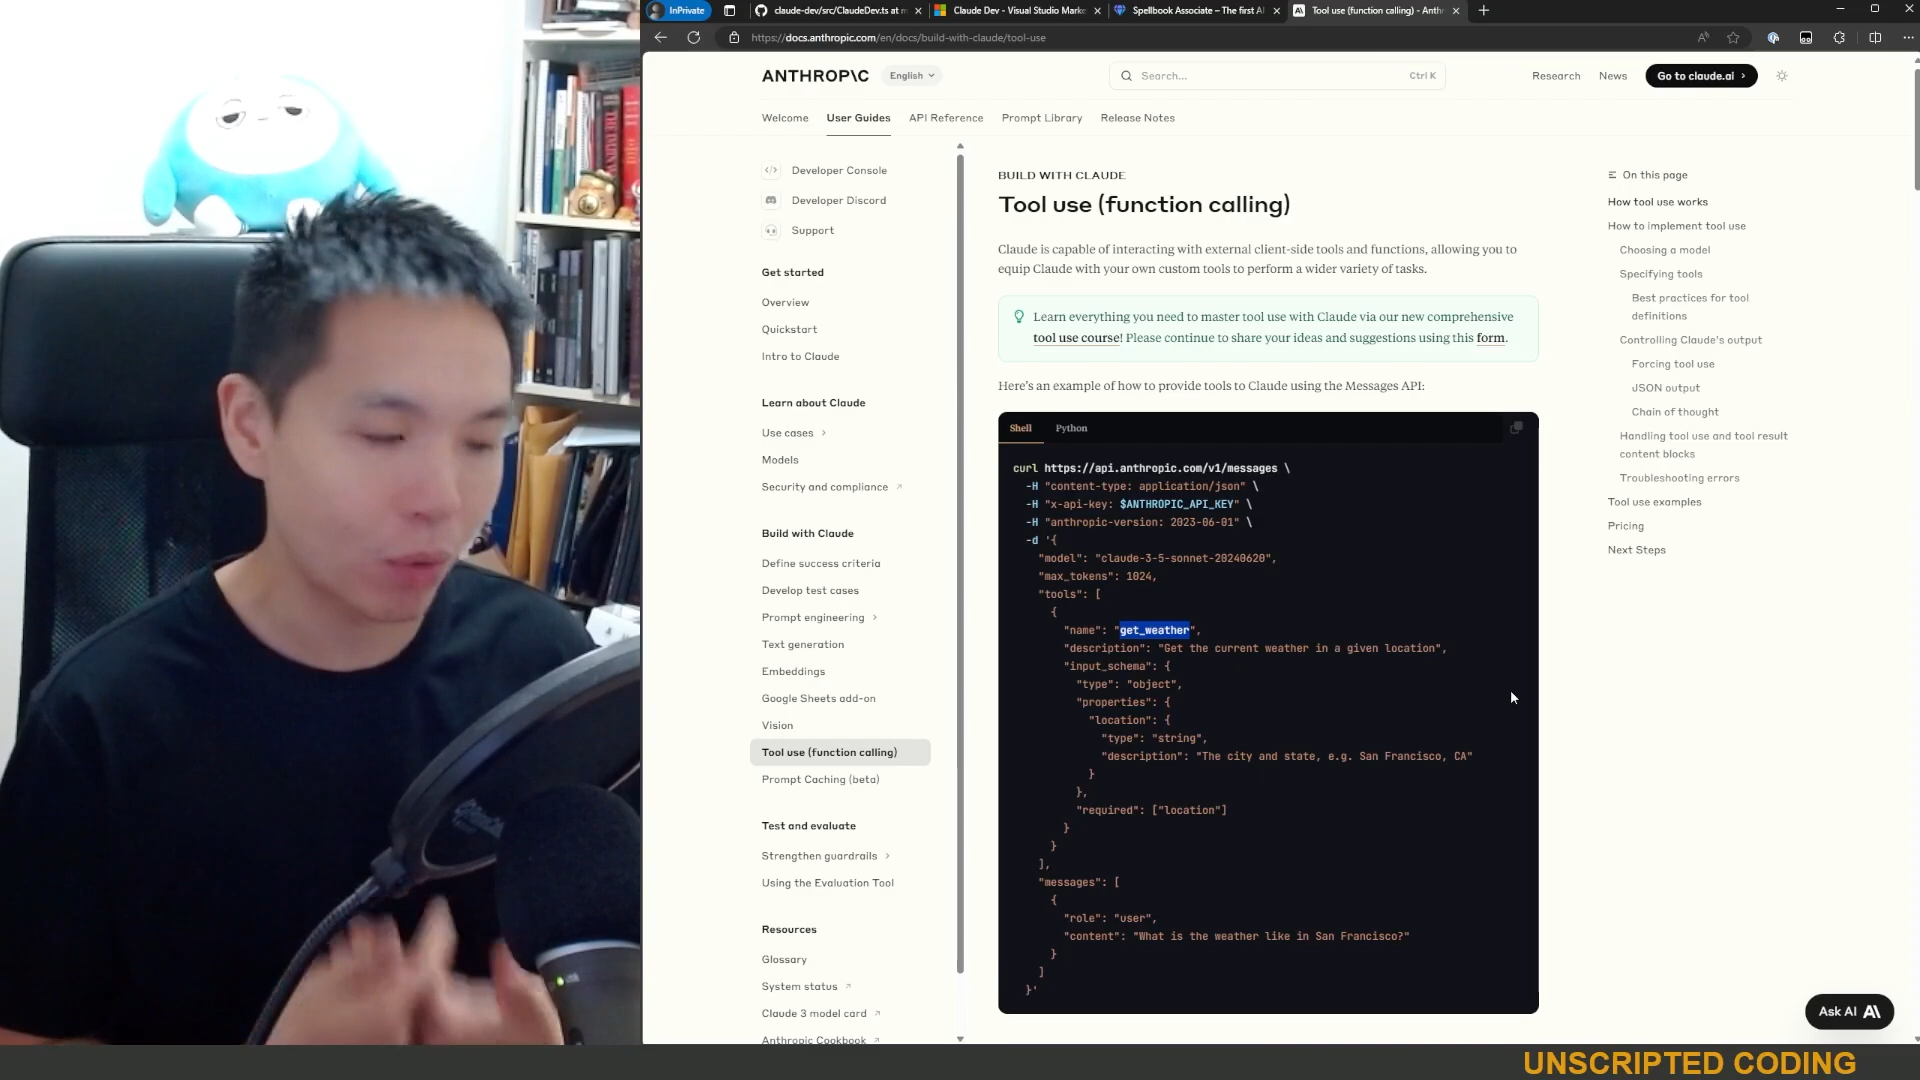 InPrivate
claude-dev/src/ClaudeDev.ts at m
Claude Dev - Visual Studio Marke
Spellbook Associate – The first AI
Tool use (function calling) - Anthr
https://docs.anthropic.com/en/docs/build-with-claude/tool-use
ANTHROP\C
English
Search...
Ctrl K
Research
News
Go to claude.ai
Welcome
User Guides
API Reference
Prompt Library
Release Notes
Developer Console
Developer Discord
Support
Get started
Overview
Quickstart
Intro to Claude
Learn about Claude
Use cases
Models
Security and compliance
Build with Claude
Define success criteria
Develop test cases
Prompt engineering
Text generation
Embeddings
Google Sheets add-on
Vision
Tool use (function calling)
Prompt Caching (beta)
Test and evaluate
Strengthen guardrails
Using the Evaluation Tool
Resources
Glossary
System status
Claude 3 model card
Anthropic Cookbook
BUILD WITH CLAUDE
Tool use (function calling)
Claude is capable of interacting with external client-side tools and functions, allowing you to
equip Claude with your own custom tools to perform a wider variety of tasks.
Learn everything you need to master tool use with Claude via our new comprehensive
tool use course! Please continue to share your ideas and suggestions using this form.
Here's an example of how to provide tools to Claude using the Messages API:
Shell
Python
curl https://api.anthropic.com/v1/messages \
-H "content-type: application/json" \
-H "x-api-key: $ANTHROPIC_API_KEY" \
-H "anthropic-version: 2023-06-01" \
-d '{
"model": "claude-3-5-sonnet-20240620",
"max_tokens": 1024,
"tools": [
{
"name": "get_weather",
"description": "Get the current weather in a given location",
"input_schema": {
"type": "object",
"properties": {
"location": {
"type": "string",
"description": "The city and state, e.g. San Francisco, CA"
}
},
"required": ["location"]
}
}
],
"messages": [
{
"role": "user",
"content": "What is the weather like in San Francisco?"
}
]
}'
On this page
How tool use works
How to implement tool use
Choosing a model
Specifying tools
Best practices for tool
definitions
Controlling Claude's output
Forcing tool use
JSON output
Chain of thought
Handling tool use and tool result
content blocks
Troubleshooting errors
Tool use examples
Pricing
Next Steps
Ask AI
UNSCRIPTED CODING